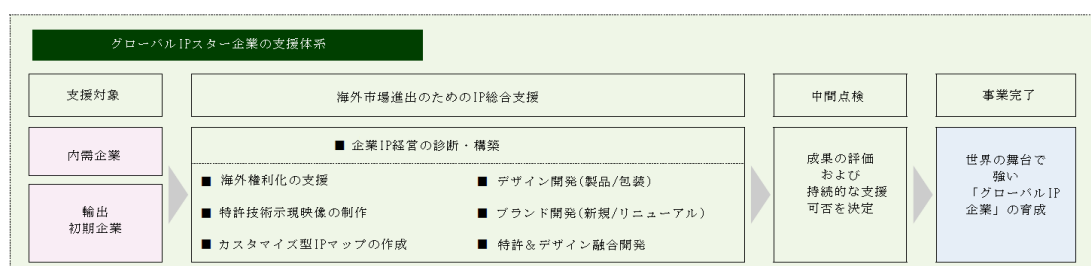 グローバルIPスター企業の支援体系
支援対象
海外市場進出のためのIP総合支援
中間点検
事業完了
内需企業
輸出
初期企業
■ 企業IP経営の診断・構築
■ 海外権利化の支援
■ 特許技術示現映像の制作
■ カスタマイズ型IPマップの作成
■ デザイン開発(製品/包装)
■ ブランド開発(新規/リニューアル)
■ 特許＆デザイン融合開発
成果の評価
および
持続的な支援
可否を決定
世界の舞台で
強い
「グローバルIP
企業」の育成